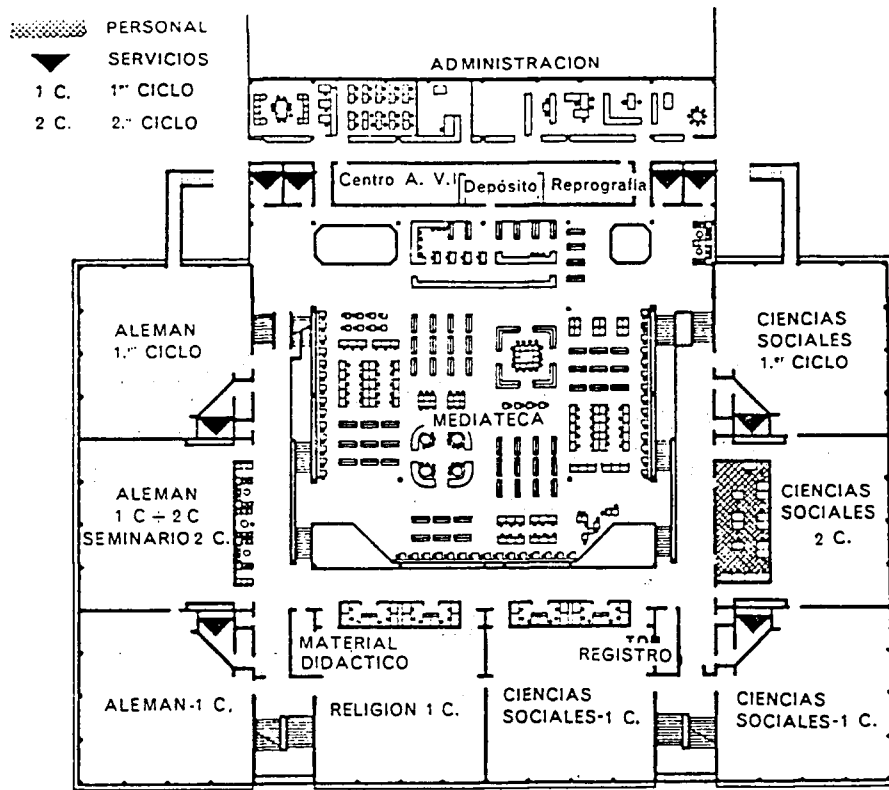 PERSONAL
SERVICIOS
1 C. 1.er CICLO
2 C. 2.º CICLO
ADMINISTRACION
Centro A. V.
Depósito
Reprografía
ALEMAN
1.er CICLO
CIENCIAS
SOCIALES
1.er CICLO
MEDIATECA
ALEMAN
1 C ÷ 2 C
SEMINARIO 2 C.
CIENCIAS
SOCIALES
2 C.
MATERIAL
DIDACTICO
REGISTRO
ALEMAN-1 C.
RELIGION 1 C.
CIENCIAS
SOCIALES-1 C.
CIENCIAS
SOCIALES-1 C.